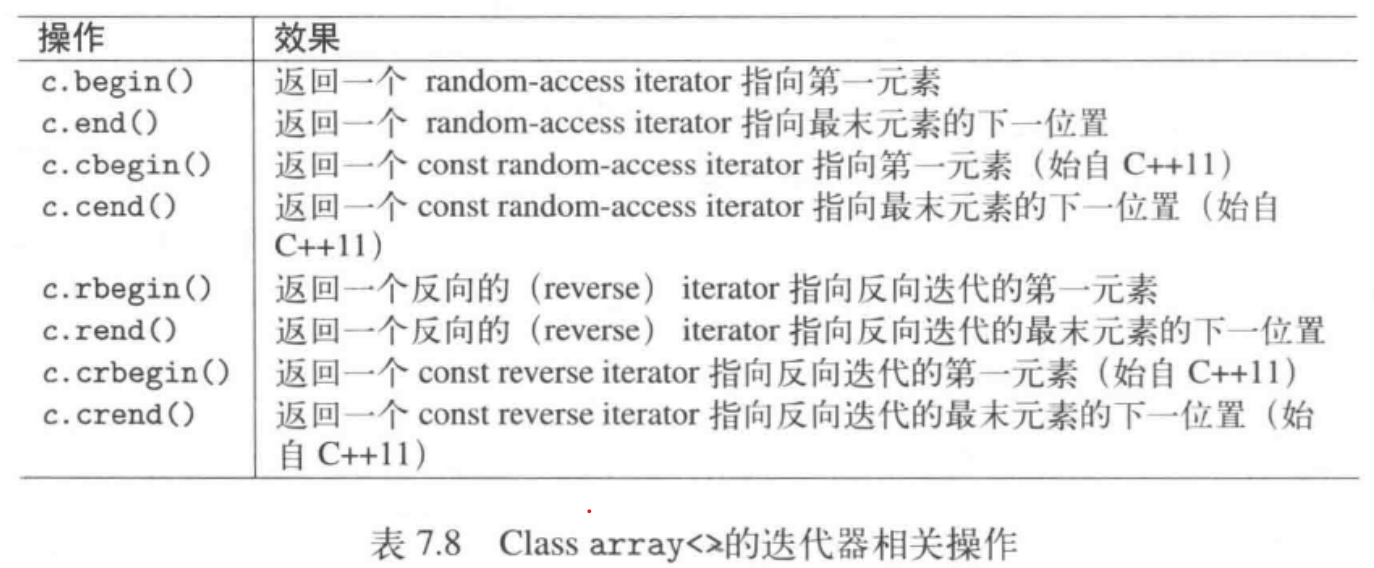 操作 效果
c.begin() 返回一个 random-access iterator 指向第一元素
c.end() 返回一个 random-access iterator 指向最末元素的下一位置
c.cbegin() 返回一个 const random-access iterator 指向第一元素（始自 C++11）
c.cend() 返回一个 const random-access iterator 指向最末元素的下一位置（始自
C++11）
c.rbegin() 返回一个反向的（reverse） iterator 指向反向迭代的第一元素
c.rend() 返回一个反向的（reverse） iterator 指向反向迭代的最末元素的下一位置
c.crbegin() 返回一个 const reverse iterator 指向反向迭代的第一元素（始自 C++11）
c.crend() 返回一个 const reverse iterator 指向反向迭代的最末元素的下一位置（始
自 C++11）
表 7.8 Class array<>的迭代器相关操作